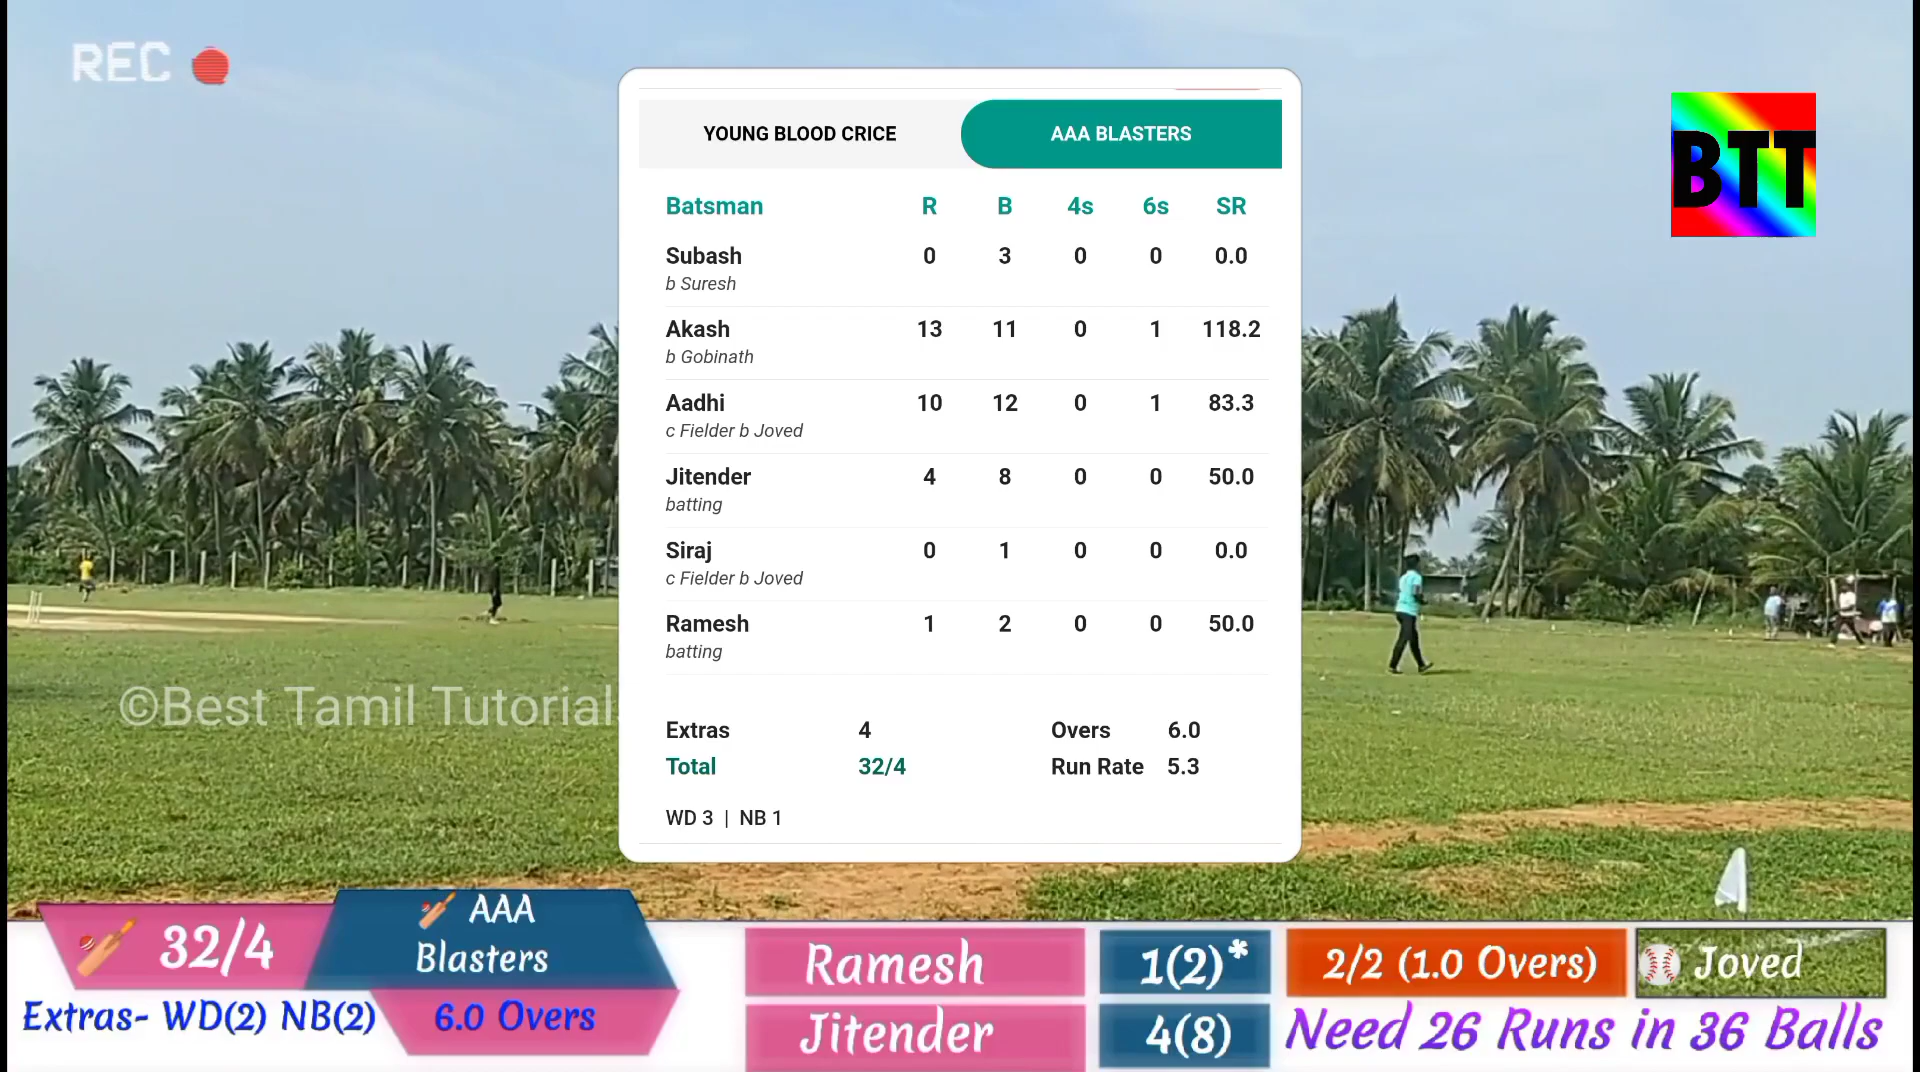 REC
BTT
YOUNG BLOOD CRICE AAA BLASTERS
Batsman R B 4s 6s SR
Subash 0 3 0 0 0.0
b Suresh
Akash 13 11 0 1 118.2
b Gobinath
Aadhi 10 12 0 1 83.3
c Fielder b Joved
Jitender 4 8 0 0 50.0
batting
Siraj 0 1 0 0 0.0
c Fielder b Joved
Ramesh 1 2 0 0 50.0
batting
©Best Tamil Tutorial
Extras 4 Overs 6.0
Total 32/4 Run Rate 5.3
WD 3 | NB 1
32/4 AAA
Blasters
Extras- WD(2) NB(2) 6.0 Overs
Ramesh 1(2)* 2/2 (1.0 Overs) Joved
Jitender 4(8) Need 26 Runs in 36 Balls